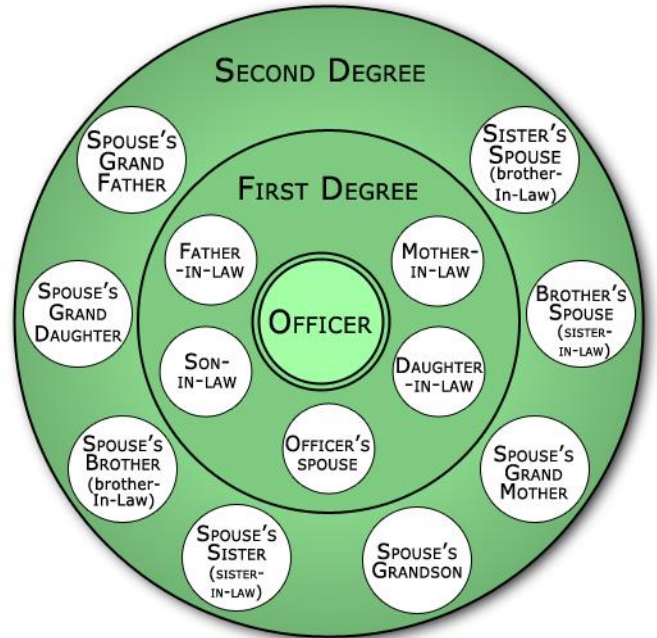 SECOND DEGREE
SPOUSE'S
GRAND
FATHER
SISTER'S
SPOUSE
(brother-
In-Law)
FIRST DEGREE
FATHER
-IN-LAW
MOTHER-
IN-LAW
SPOUSE'S
GRAND
DAUGHTER
OFFICER
BROTHER'S
SPOUSE
(SISTER-
IN-LAW)
SON-
IN-LAW
DAUGHTER
-IN-LAW
SPOUSE'S
BROTHER
(brother-
In-Law)
OFFICER'S
SPOUSE
SPOUSE'S
GRAND
MOTHER
SPOUSE'S
SISTER
(SISTER-
IN-LAW)
SPOUSE'S
GRANDSON